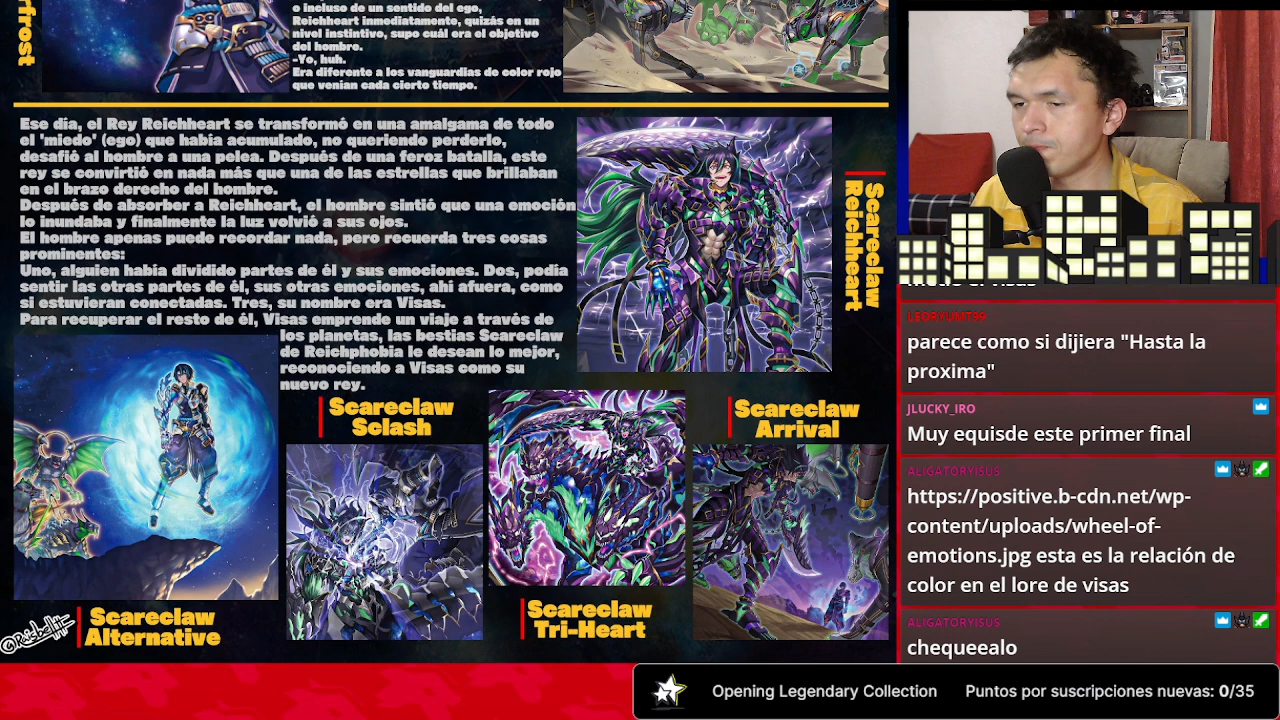 rfrost
o incluso de un sentido del ego,
Reichheart inmediatamente, quizás en un
nivel instintivo, supo cuál era el objetivo
del hombre.
-Yo, huh.
Era diferente a los vanguardias de color rojo
que venian cada cierto tiempo.
Ese día, el Rey Reichheart se transformó en una amalgama de todo
el 'miedo' (ego) que había acumulado, no queriendo perderlo,
desafió al hombre a una pelea. Después de una feroz batalla, este
rey se convirtió en nada más que una de las estrellas que brillaban
en el brazo derecho del hombre.
Después de absorber a Reichheart, el hombre sintió que una emoción
lo inundaba y finalmente la luz volvió a sus ojos.
El hombre apenas puede recordar nada, pero recuerda tres cosas
prominentes:
Uno, alguien había dividido partes de él y sus emociones. Dos, podía
sentir las otras partes de él, sus otras emociones, ahí afuera, como
si estuvieran conectadas. Tres, su nombre era Visas.
Para recuperar el resto de él, Visas emprende un viaje a través de
los planetas, las bestias Scareclaw
de Reichphobia le desean lo mejor,
reconociendo a Visas como su
nuevo rey.
Scareclaw
Reichheart
Scareclaw
Sclash
Scareclaw
Arrival
Scareclaw
Alternative
Scareclaw
Tri-Heart
LEORYUMT99
parece como si dijiera "Hasta la
proxima"
JLUCKY_IRO
Muy equisde este primer final
ALIGATORYISUS
https://positive.b-cdn.net/wp-
content/uploads/wheel-of-
emotions.jpg esta es la relación de
color en el lore de visas
ALIGATORYISUS
chequeealo
Opening Legendary Collection Puntos por suscripciones nuevas: 0/35